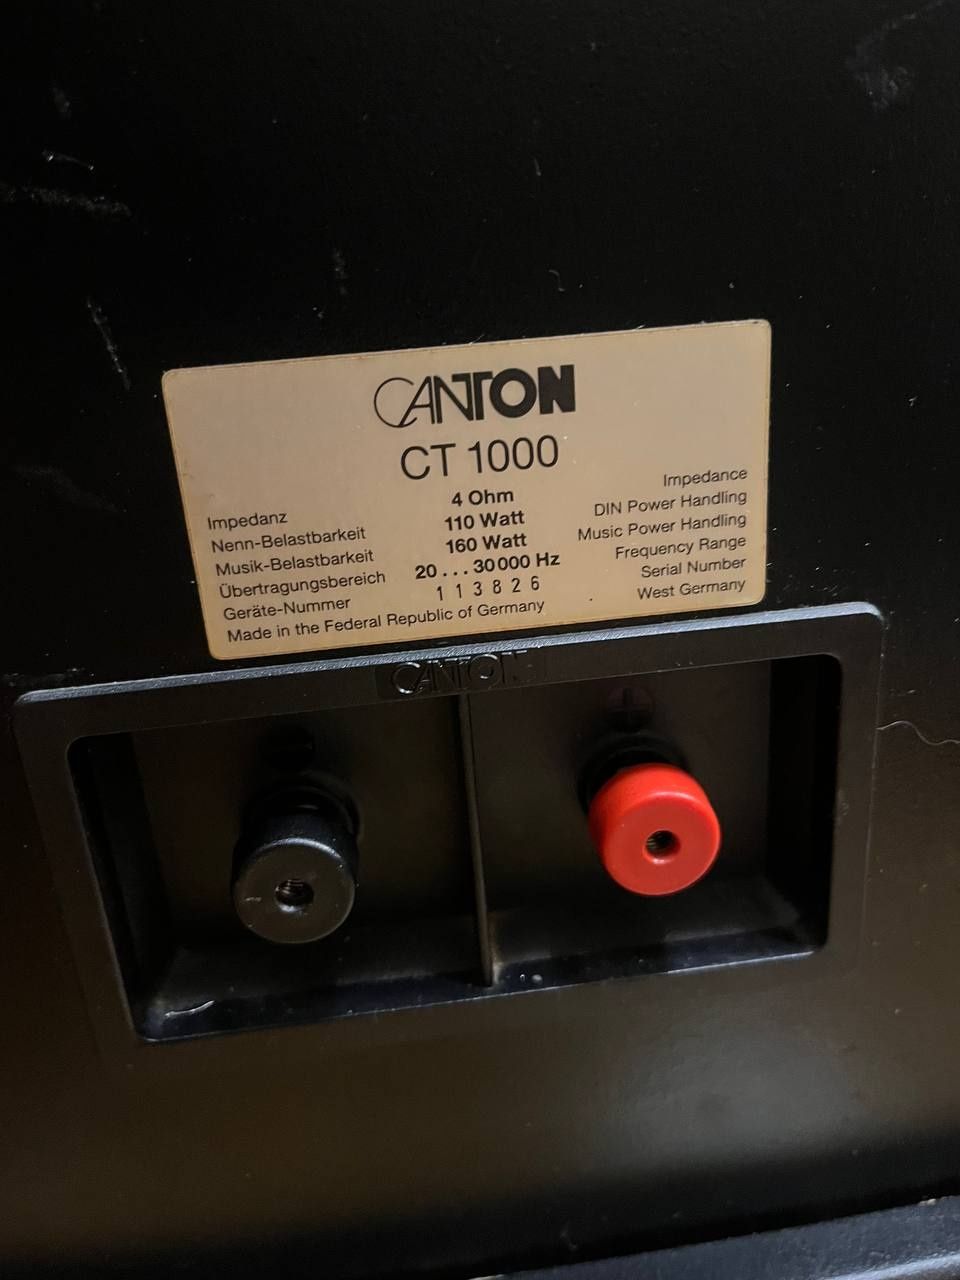 CANTON
CT 1000
Impedanz 4 Ohm Impedance
Nenn-Belastbarkeit 110 Watt DIN Power Handling
Musik-Belastbarkeit 160 Watt Music Power Handling
Übertragungsbereich 20...30000 Hz Frequency Range
Geräte-Nummer 113826 Serial Number
Made in the Federal Republic of Germany West Germany
CANTON